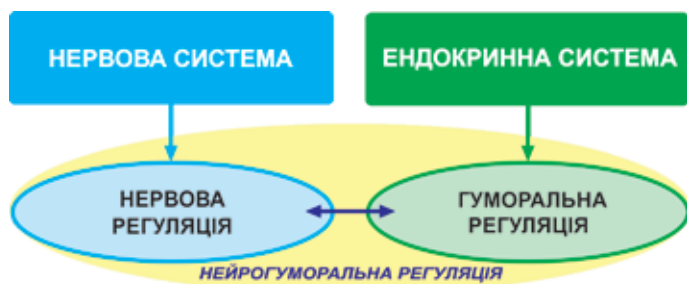 НЕРВОВА СИСТЕМА
ЕНДОКРИННА СИСТЕМА
НЕРВОВА
РЕГУЛЯЦІЯ
ГУМОРАЛЬНА
РЕГУЛЯЦІЯ
НЕЙРОГУМОРАЛЬНА РЕГУЛЯЦІЯ